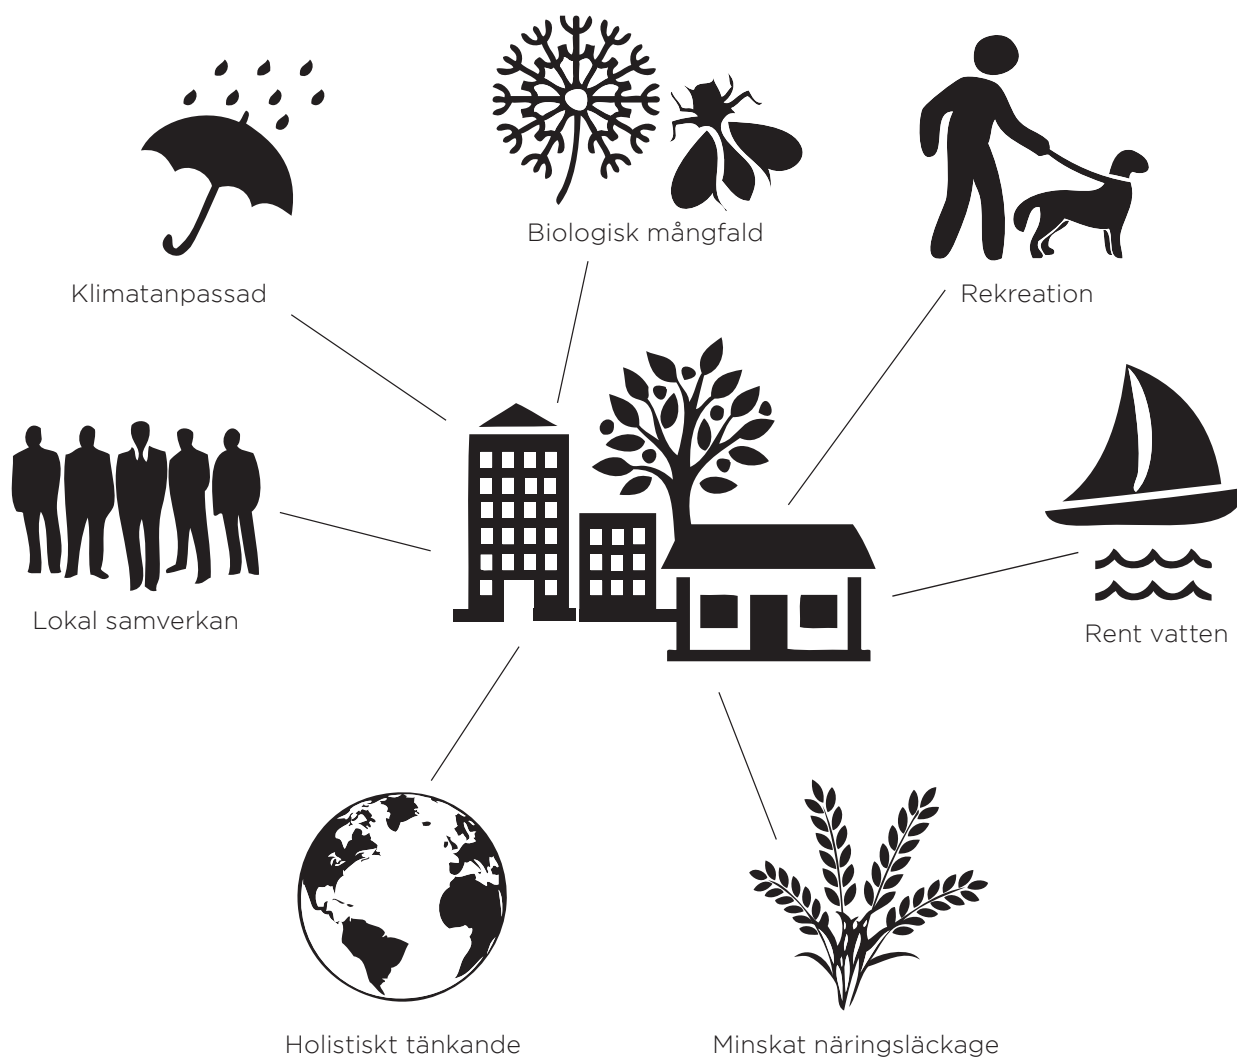 Biologisk mångfald
Klimatanpassad
Rekreation
Lokal samverkan
Rent vatten
Holistiskt tänkande
Minskat näringsläckage